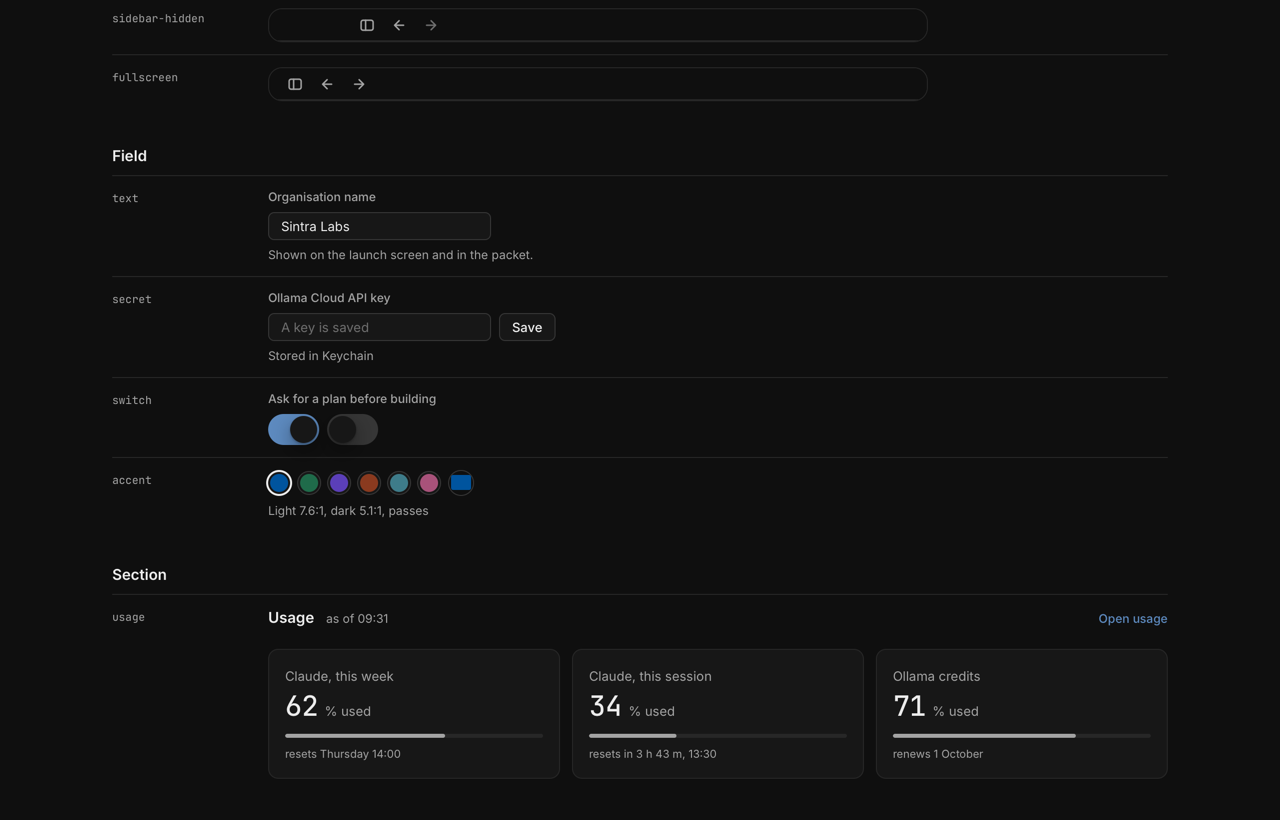 sidebar-hidden
fullscreen
Field
text
Organisation name
Sintra Labs
Shown on the launch screen and in the packet.
secret
Ollama Cloud API key
A key is saved
Save
Stored in Keychain
switch
Ask for a plan before building
accent
Light 7.6:1, dark 5.1:1, passes
Section
usage
Usage as of 09:31
Open usage
Claude, this week
62 % used
resets Thursday 14:00
Claude, this session
34 % used
resets in 3 h 43 m, 13:30
Ollama credits
71 % used
renews 1 October